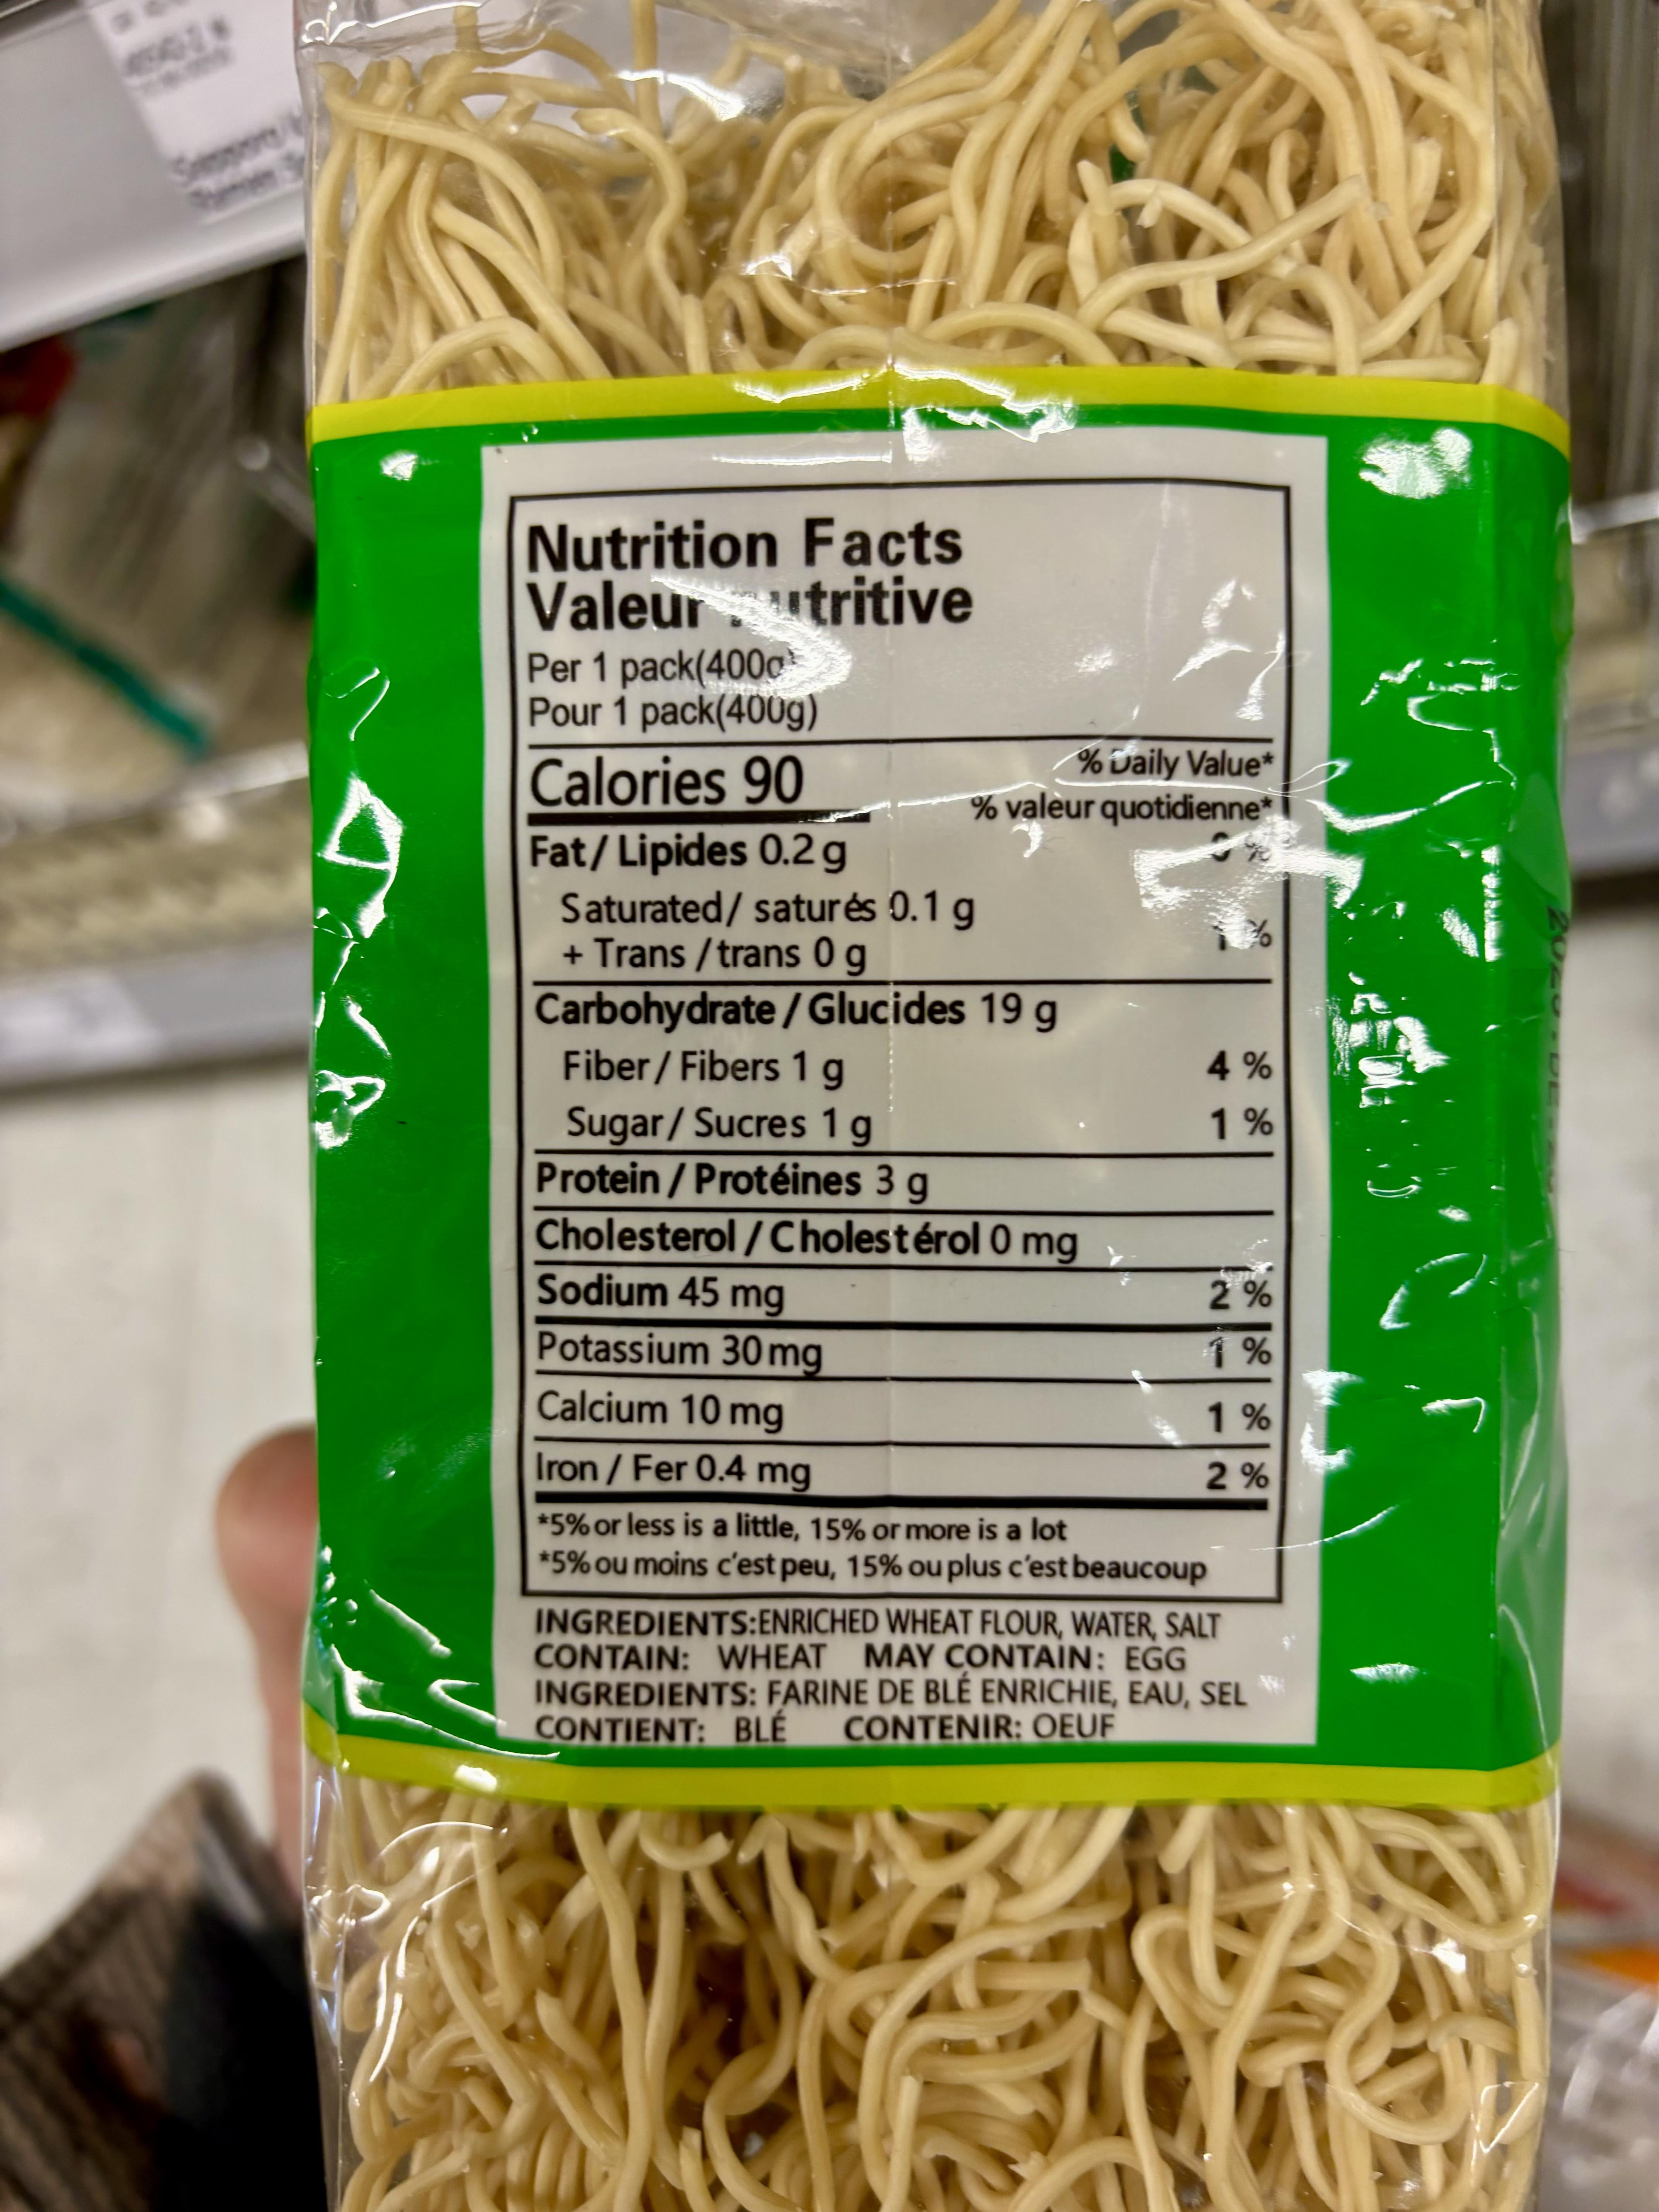 Nutrition Facts
Valeur nutritive
Per 1 pack(400g)
Pour 1 pack(400g)
Calories 90
% Daily Value*
% valeur quotidienne*
Fat / Lipides 0.2 g 0 %
Saturated / saturés 0.1 g
+ Trans / trans 0 g
1 %
Carbohydrate / Glucides 19 g
Fiber / Fibers 1 g 4 %
Sugar / Sucres 1 g 1 %
Protein / Protéines 3 g
Cholesterol / Cholestérol 0 mg
Sodium 45 mg 2 %
Potassium 30 mg 1 %
Calcium 10 mg 1 %
Iron / Fer 0.4 mg 2 %
*5% or less is a little, 15% or more is a lot
*5% ou moins c'est peu, 15% ou plus c'est beaucoup
INGREDIENTS:ENRICHED WHEAT FLOUR, WATER, SALT
CONTAIN: WHEAT MAY CONTAIN: EGG
INGREDIENTS: FARINE DE BLÉ ENRICHIE, EAU, SEL
CONTIENT: BLÉ CONTENIR: OEUF